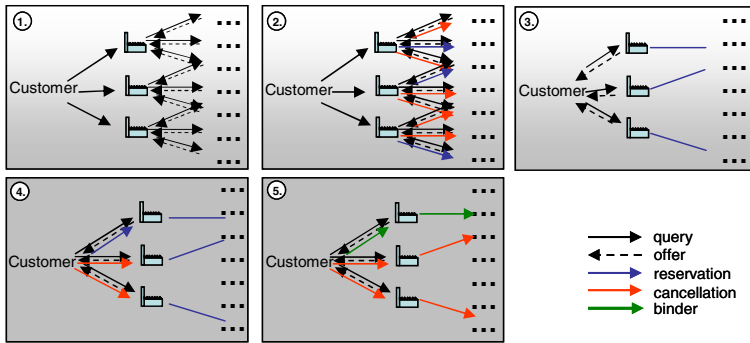 1.
Customer
2.
Customer
3.
Customer
4.
Customer
5.
Customer
query
offer
reservation
cancellation
binder